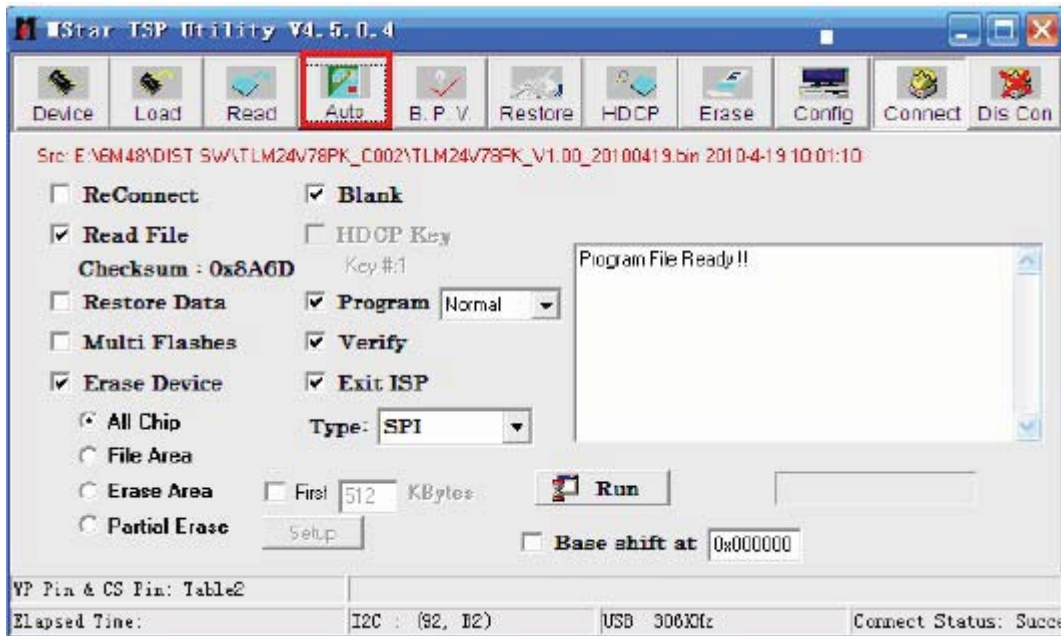 MStar ISP Utility V4.5.0.4
Device Load Read Auto B. P. V. Restore HDCP Erase Config Connect Dis Con
Src: E:\6M48\DIST SW\TLM24V78PK_C002\TLM24V78PK_V1.00_20100419.bin 2010-4-19 10:01:10
ReConnect Blank
Read File HDCP Key
Checksum : 0x8A6D Key #:1
Program File Ready !!
Restore Data Program Normal
Multi Flashes Verify
Erase Device Exit ISP
All Chip Type: SPI
File Area
Erase Area First 512 KBytes Run
Partial Erase Setup
Base shift at 0x000000
WP Pin & CS Pin: Table2
Elapsed Time: I2C : (92, B2) USB 306KHz Connect Status: Succ